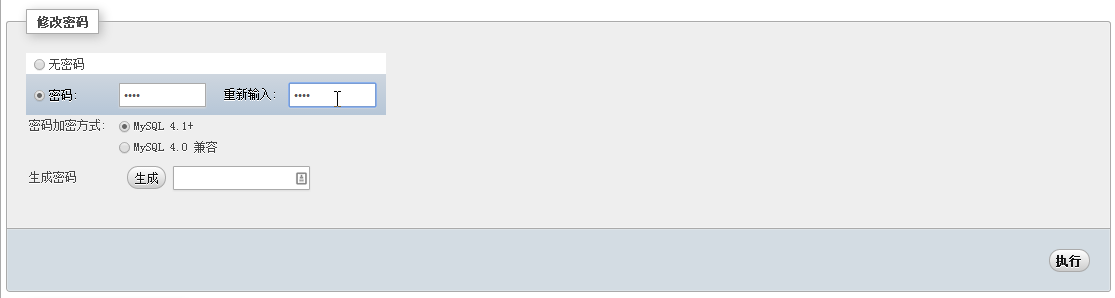 修改密码
无密码
密码: •••• 重新输入: ••••
密码加密方式: MySQL 4.1+
MySQL 4.0 兼容
生成密码 生成
执行